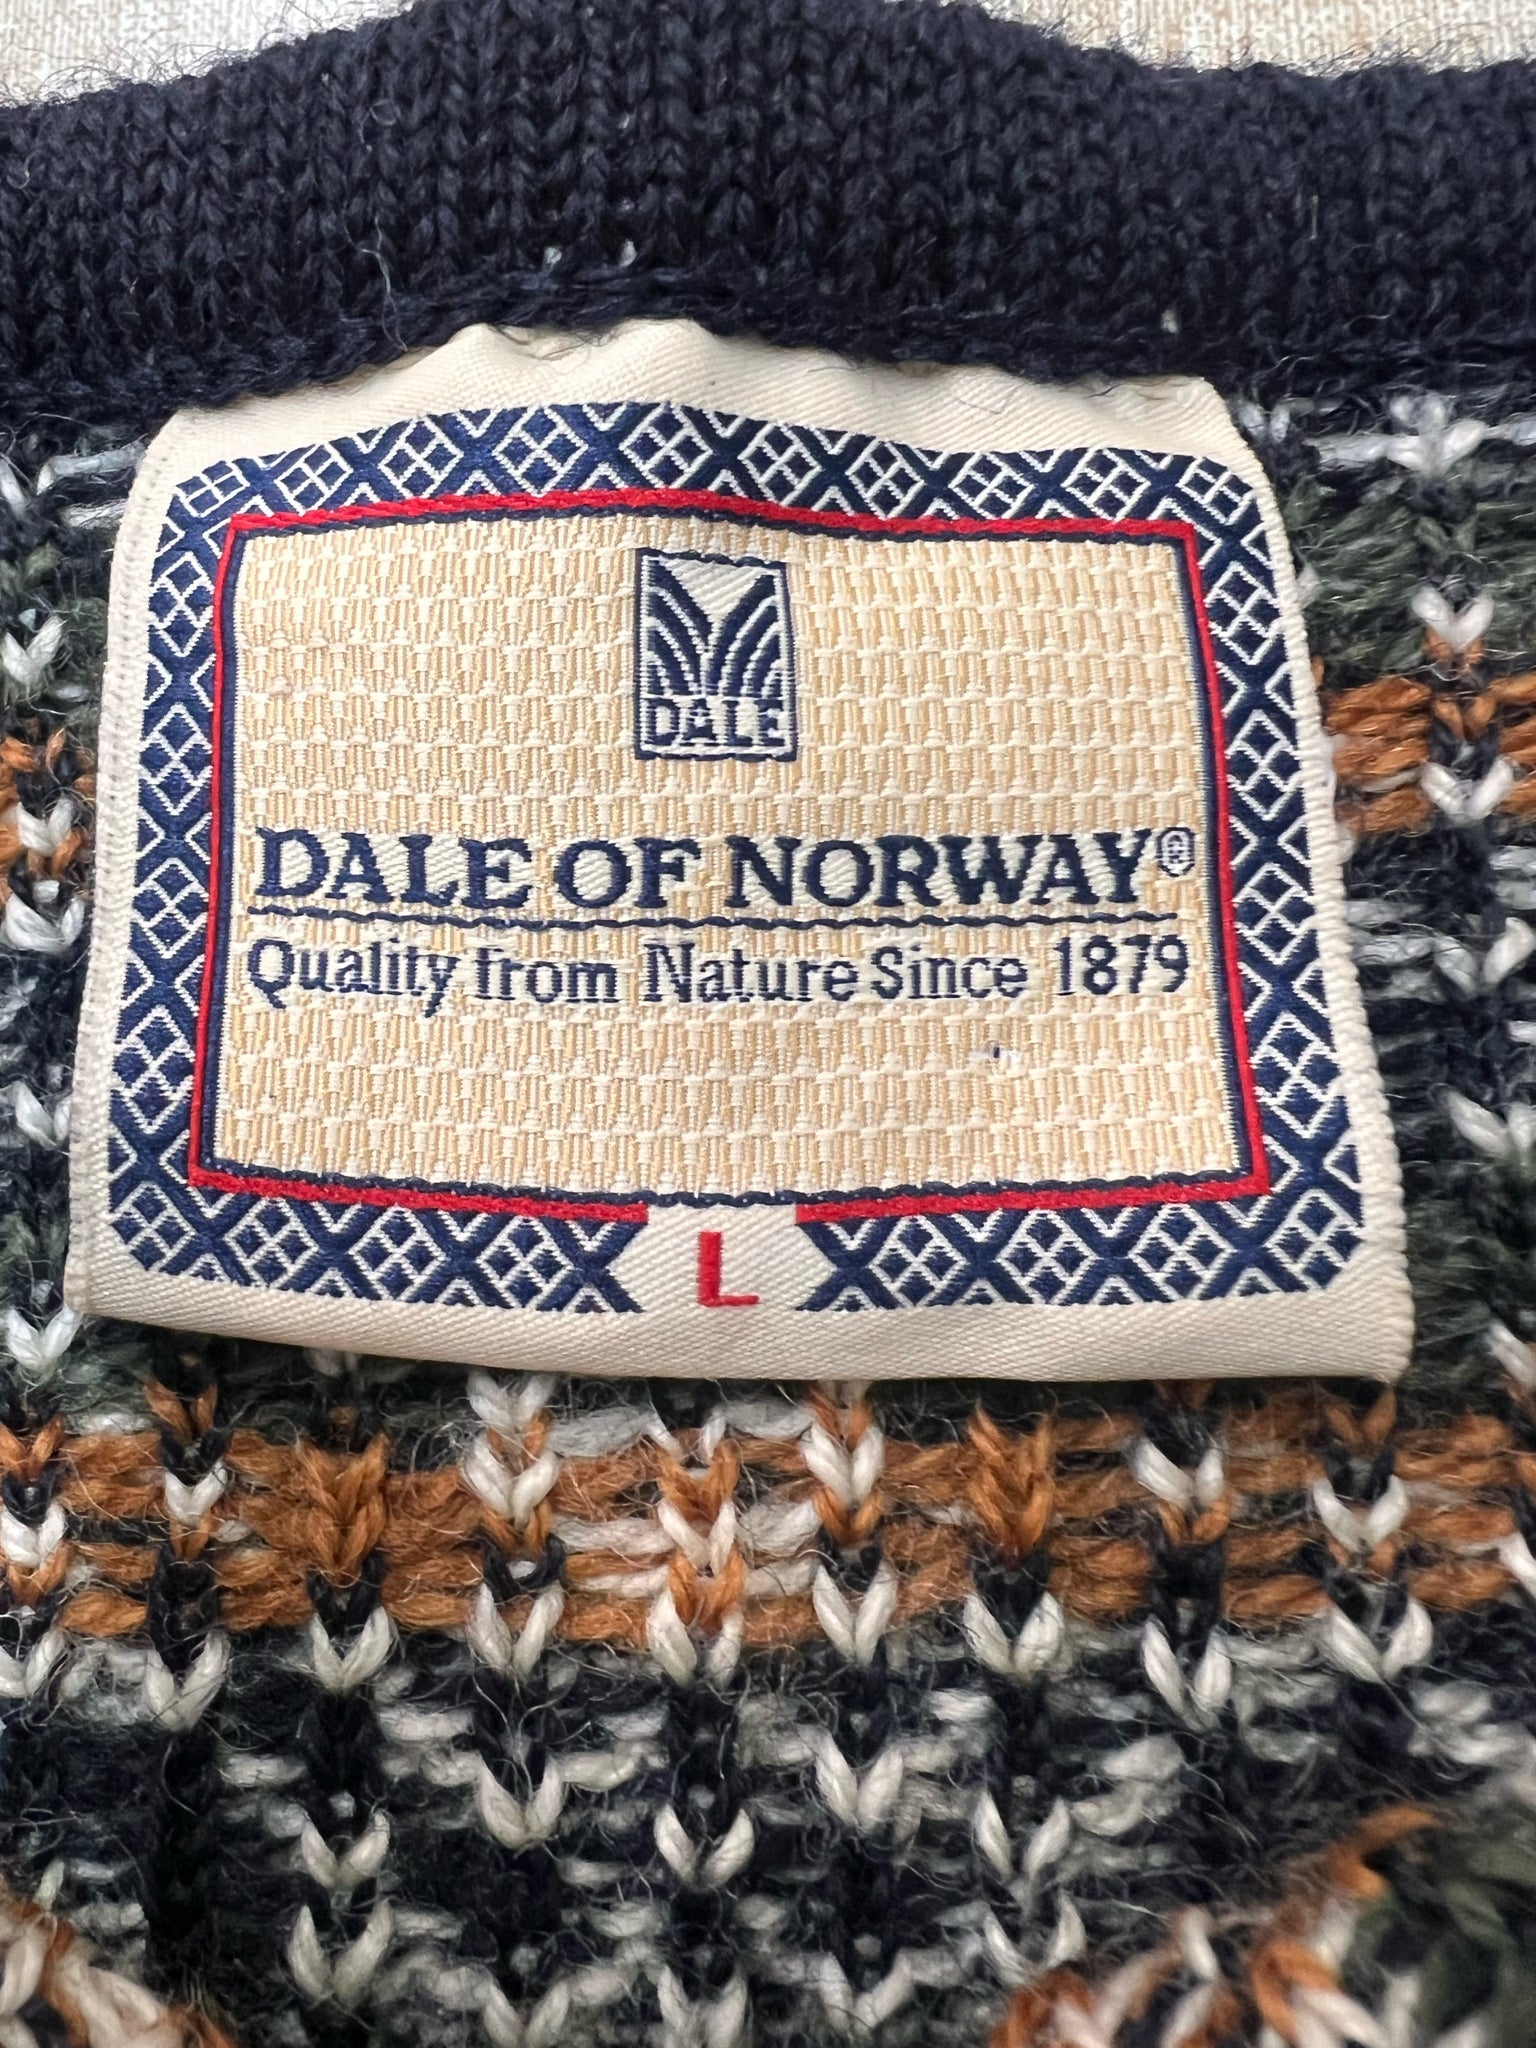 DALE
DALE OF NORWAY®
Quality from Nature Since 1879
L